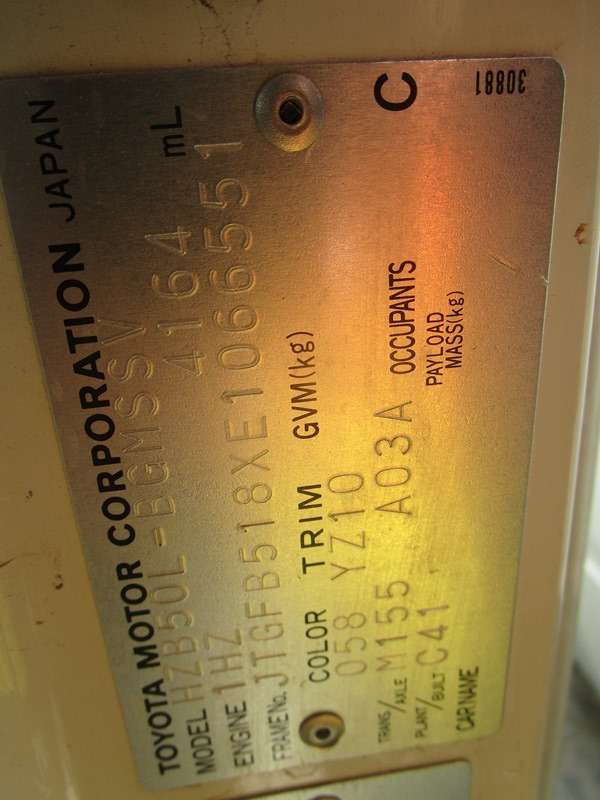 TOYOTA MOTOR CORPORATION JAPAN
MODEL HZB50L-BGMSSV
ENGINE 1HZ 4164 mL
FRAME No. JTGFB518XE1066551
COLOR TRIM GVM(kg)
058 YZ10
TRANS/AXLE M155 A03A OCCUPANTS C
PLANT/BUILT C41 PAYLOAD MASS(kg)
CAR NAME
30881